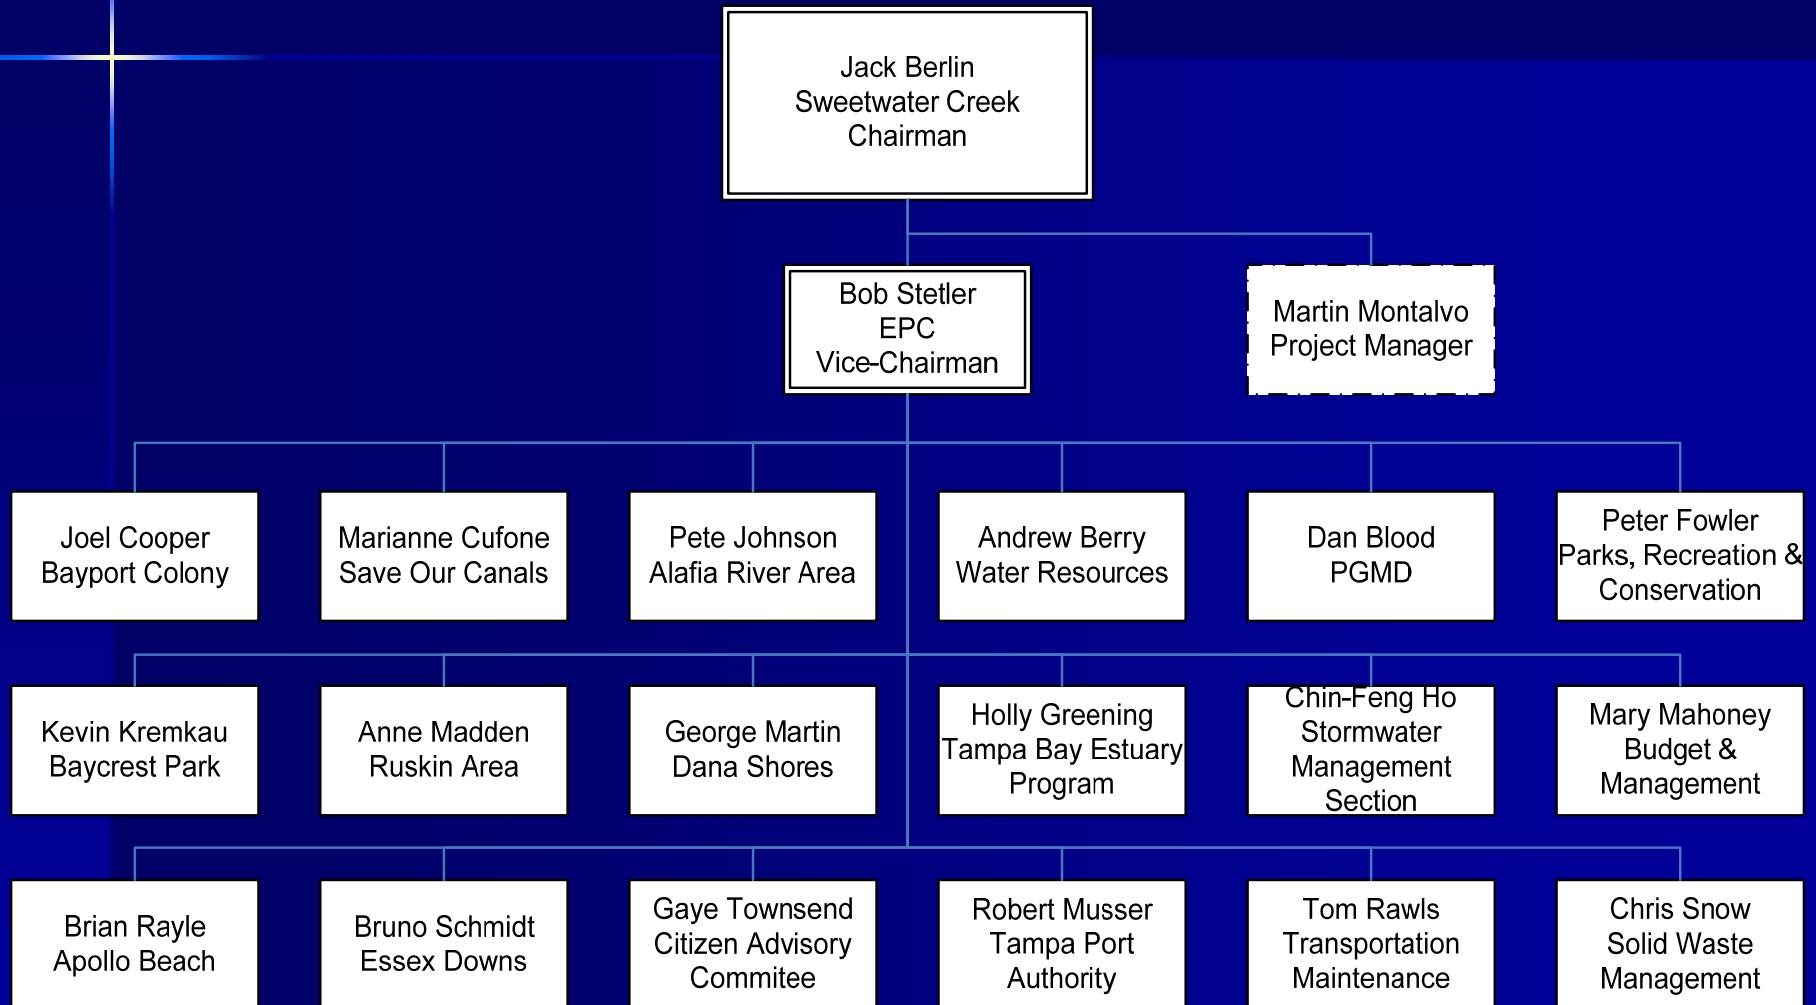 Jack Berlin
Sweetwater Creek
Chairman
Bob Stetler
EPC
Vice-Chairman
Martin Montalvo
Project Manager
Joel Cooper
Bayport Colony
Marianne Cufone
Save Our Canals
Pete Johnson
Alafia River Area
Andrew Berry
Water Resources
Dan Blood
PGMD
Peter Fowler
Parks, Recreation &
Conservation
Kevin Kremkau
Baycrest Park
Anne Madden
Ruskin Area
George Martin
Dana Shores
Holly Greening
Tampa Bay Estuary
Program
Chin-Feng Ho
Stormwater
Management
Section
Mary Mahoney
Budget &
Management
Brian Rayle
Apollo Beach
Bruno Schmidt
Essex Downs
Gaye Townsend
Citizen Advisory
Commitee
Robert Musser
Tampa Port
Authority
Tom Rawls
Transportation
Maintenance
Chris Snow
Solid Waste
Management